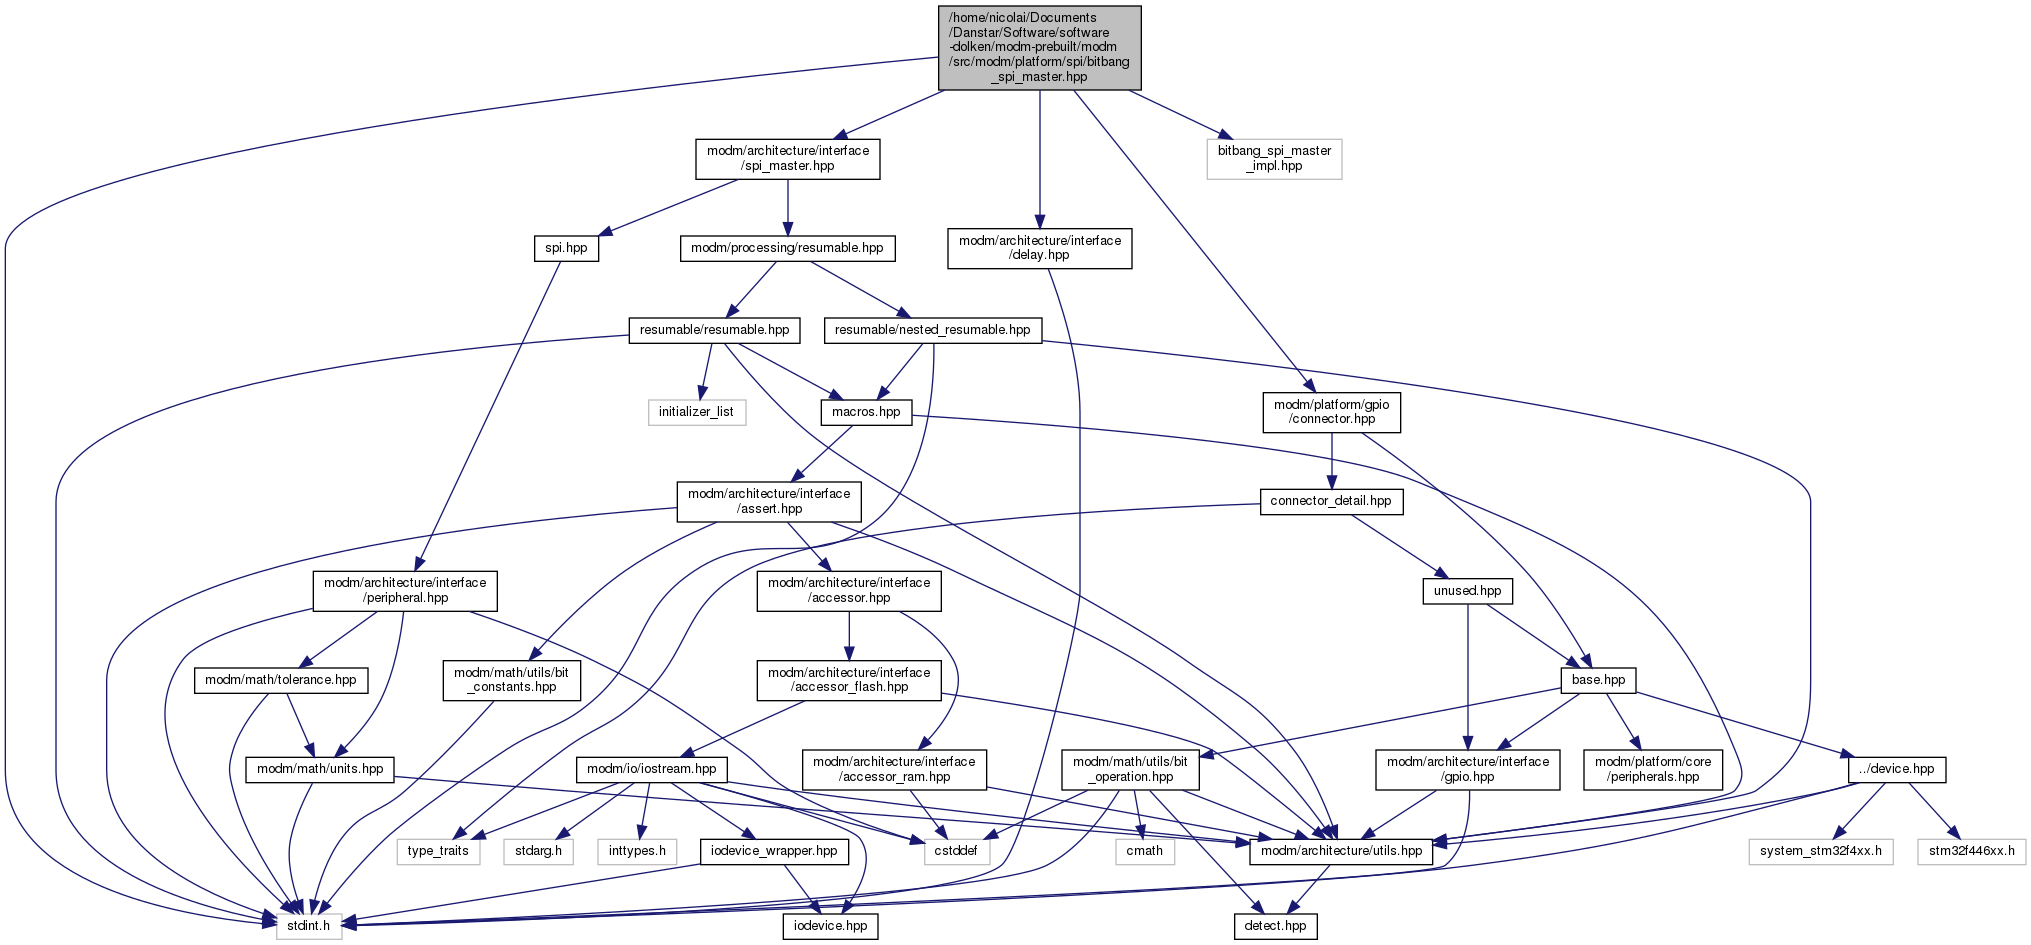 /home/nicolai/Documents
/Danstar/Software/software
-dolken/modm-prebuilt/modm
/src/modm/platform/spi/bitbang
_spi_master.hpp
modm/architecture/interface
/spi_master.hpp
bitbang_spi_master
_impl.hpp
spi.hpp
modm/processing/resumable.hpp
modm/architecture/interface
/delay.hpp
resumable/resumable.hpp
resumable/nested_resumable.hpp
initializer_list
macros.hpp
modm/platform/gpio
/connector.hpp
modm/architecture/interface
/assert.hpp
connector_detail.hpp
modm/architecture/interface
/peripheral.hpp
modm/architecture/interface
/accessor.hpp
unused.hpp
modm/math/tolerance.hpp
modm/math/utils/bit
_constants.hpp
modm/architecture/interface
/accessor_flash.hpp
base.hpp
modm/math/units.hpp
modm/io/iostream.hpp
modm/architecture/interface
/accessor_ram.hpp
modm/math/utils/bit
_operation.hpp
modm/architecture/interface
/gpio.hpp
modm/platform/core
/peripherals.hpp
../device.hpp
type_traits
stdarg.h
inttypes.h
iodevice_wrapper.hpp
cstddef
cmath
modm/architecture/utils.hpp
system_stm32f4xx.h
stm32f446xx.h
stdint.h
iodevice.hpp
detect.hpp